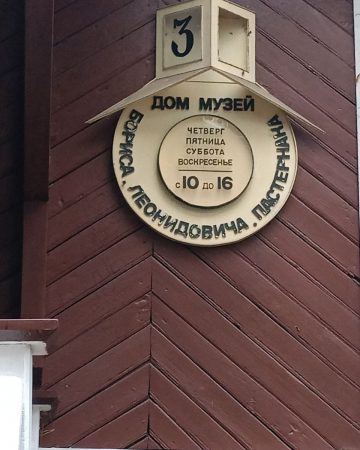 3
ДОМ МУЗЕЙ
БОРИСА ЛЕОНИДОВИЧА ПАСТЕРНАКА
ЧЕТВЕРГ
ПЯТНИЦА
СУББОТА
ВОСКРЕСЕНЬЕ
с 10 до 16